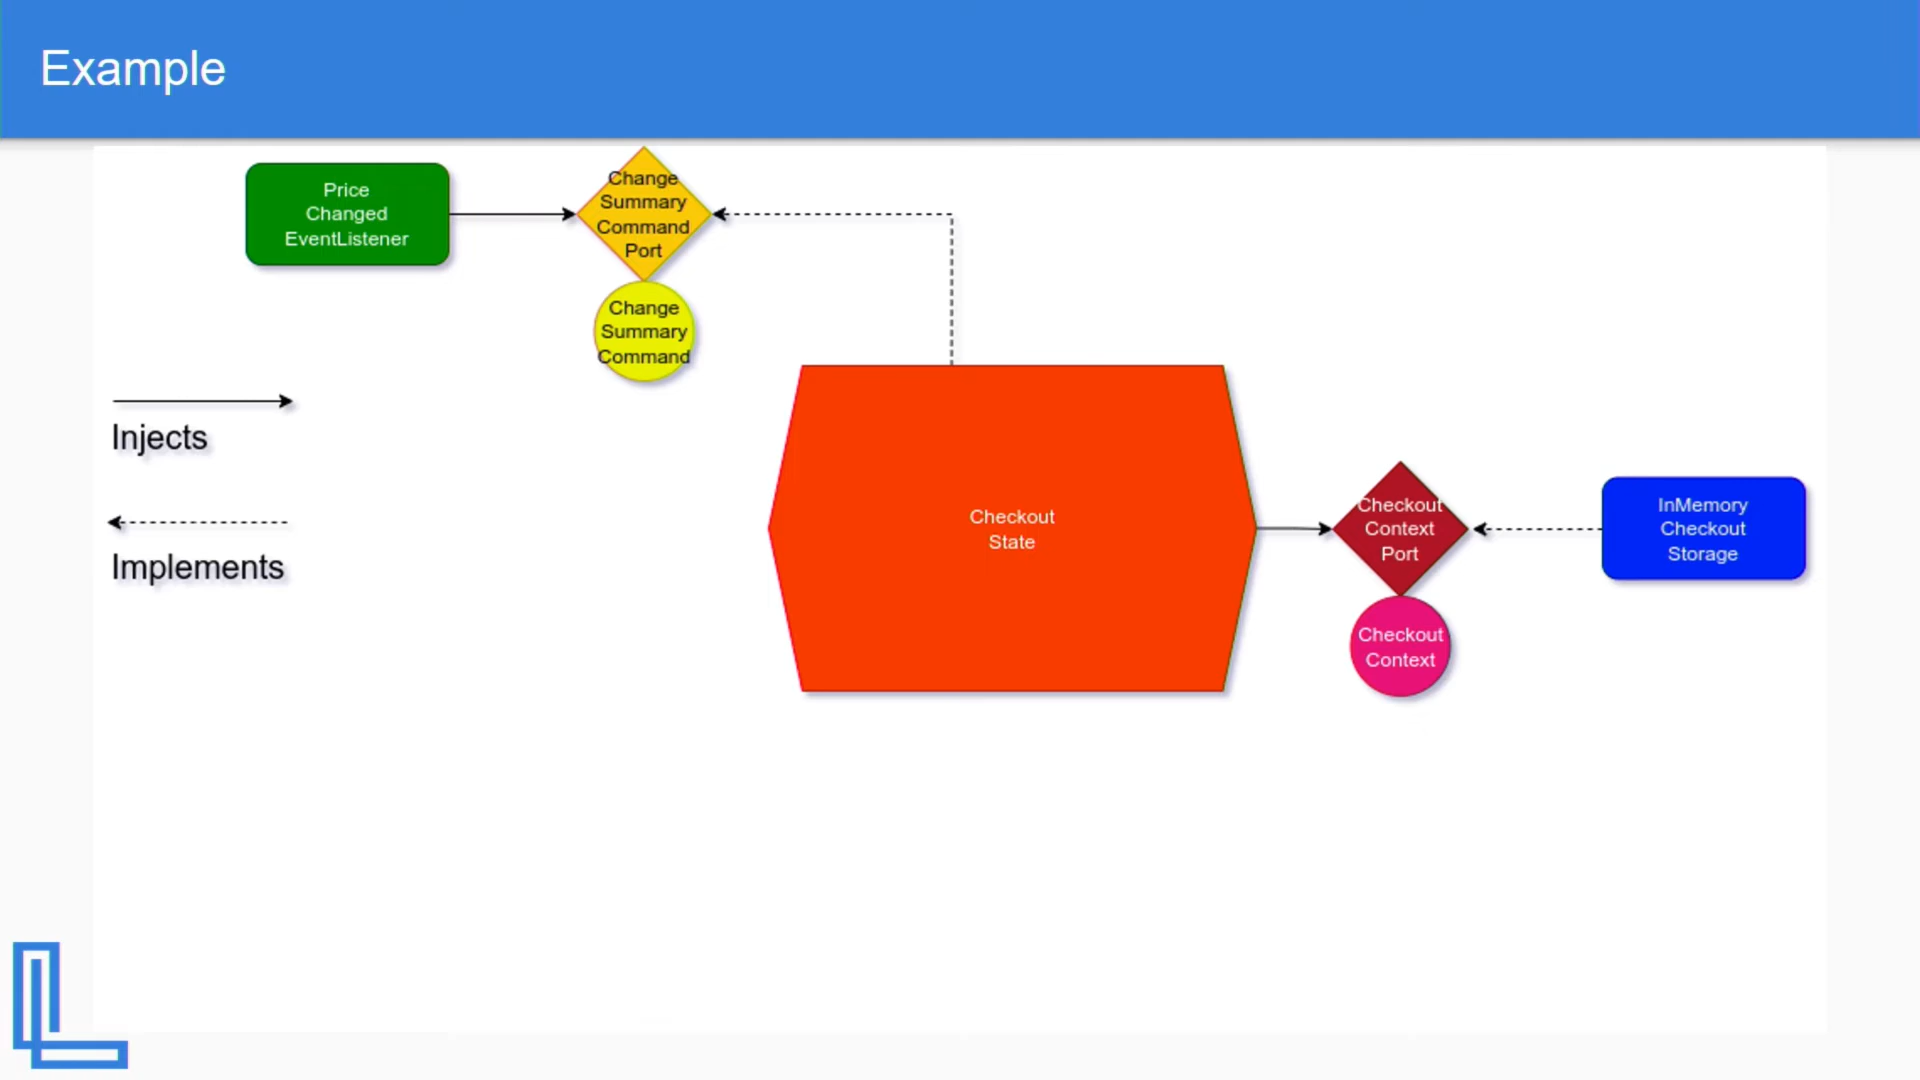 Example
Price
Changed
EventListener
Change
Summary
Command
Port
Change
Summary
Command
Injects
Implements
Checkout
State
Checkout
Context
Port
Checkout
Context
InMemory
Checkout
Storage